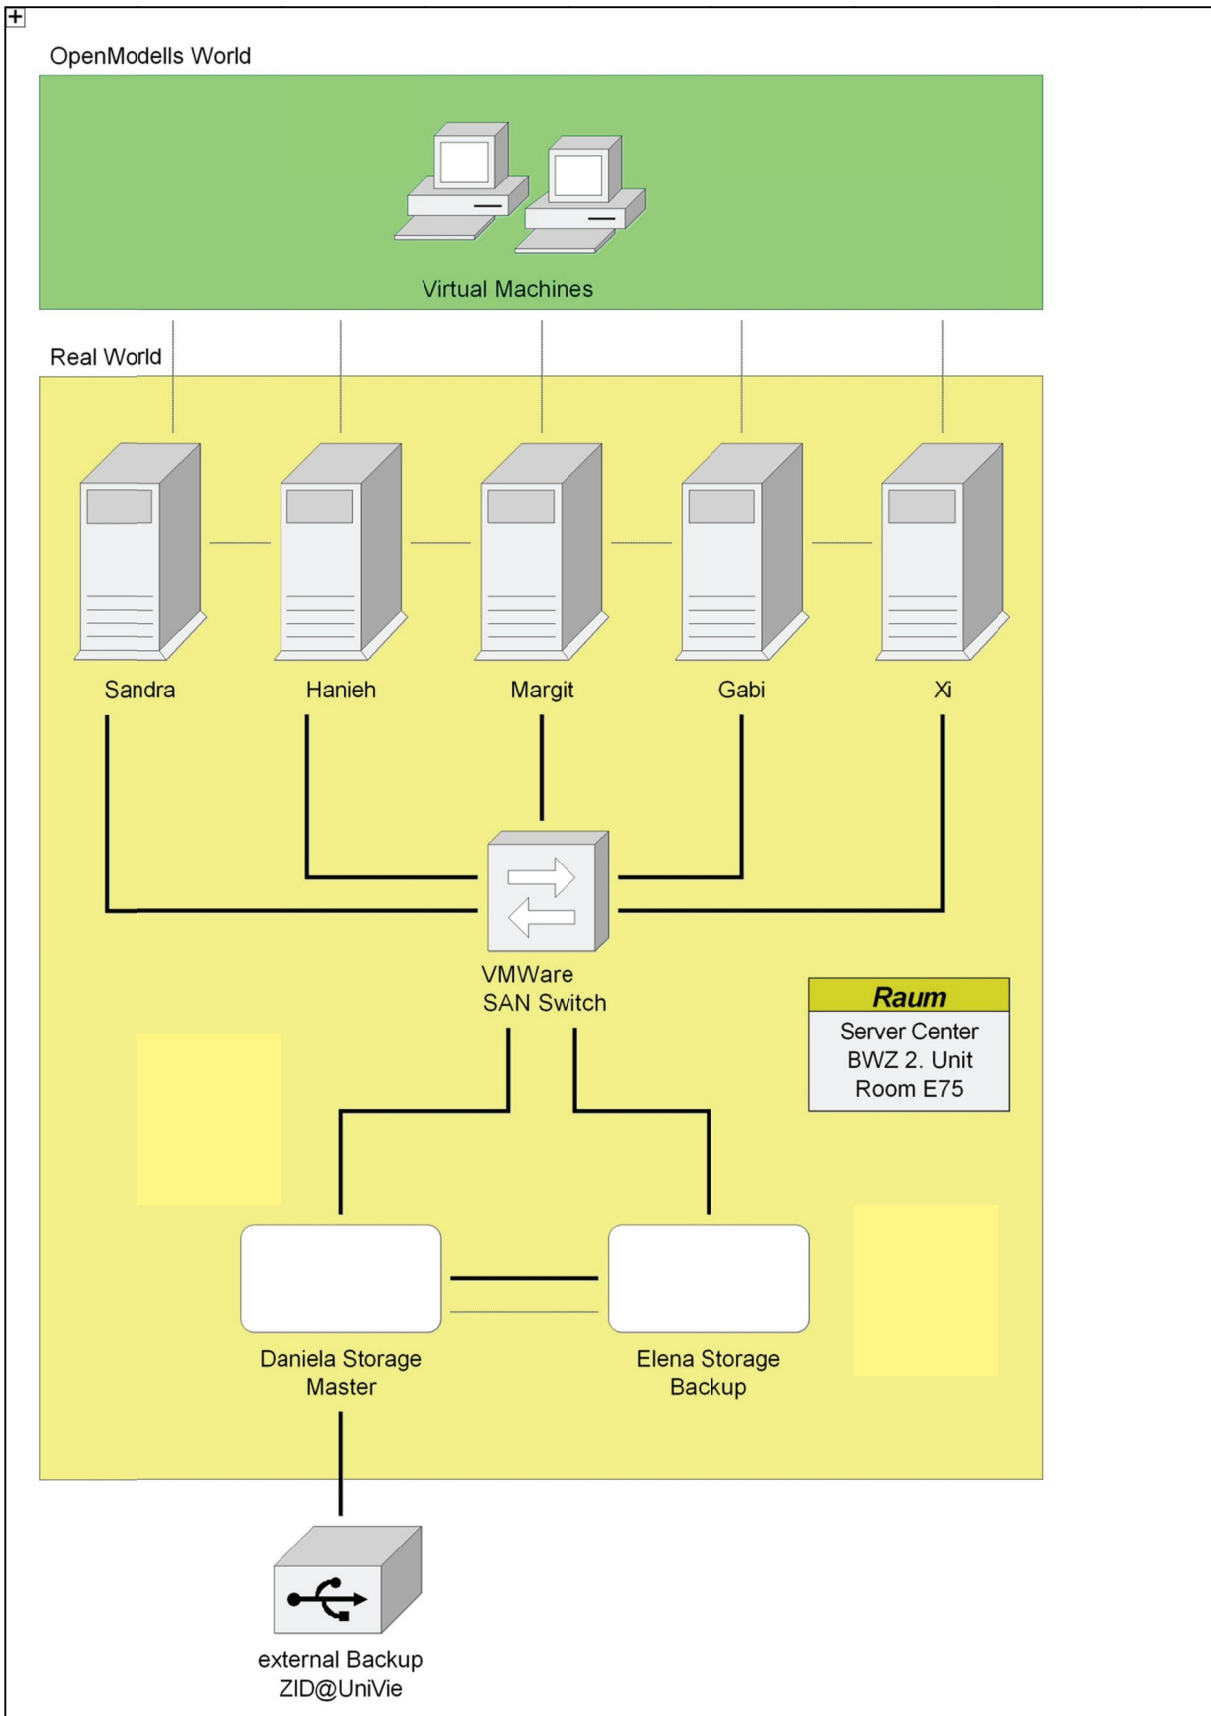 OpenModells World
Virtual Machines
Real World
Sandra
Hanieh
Margit
Gabi
Xi
VMWare
SAN Switch
Raum
Server Center
BWZ 2. Unit
Room E75
Daniela Storage
Master
Elena Storage
Backup
external Backup
ZID@UniVie